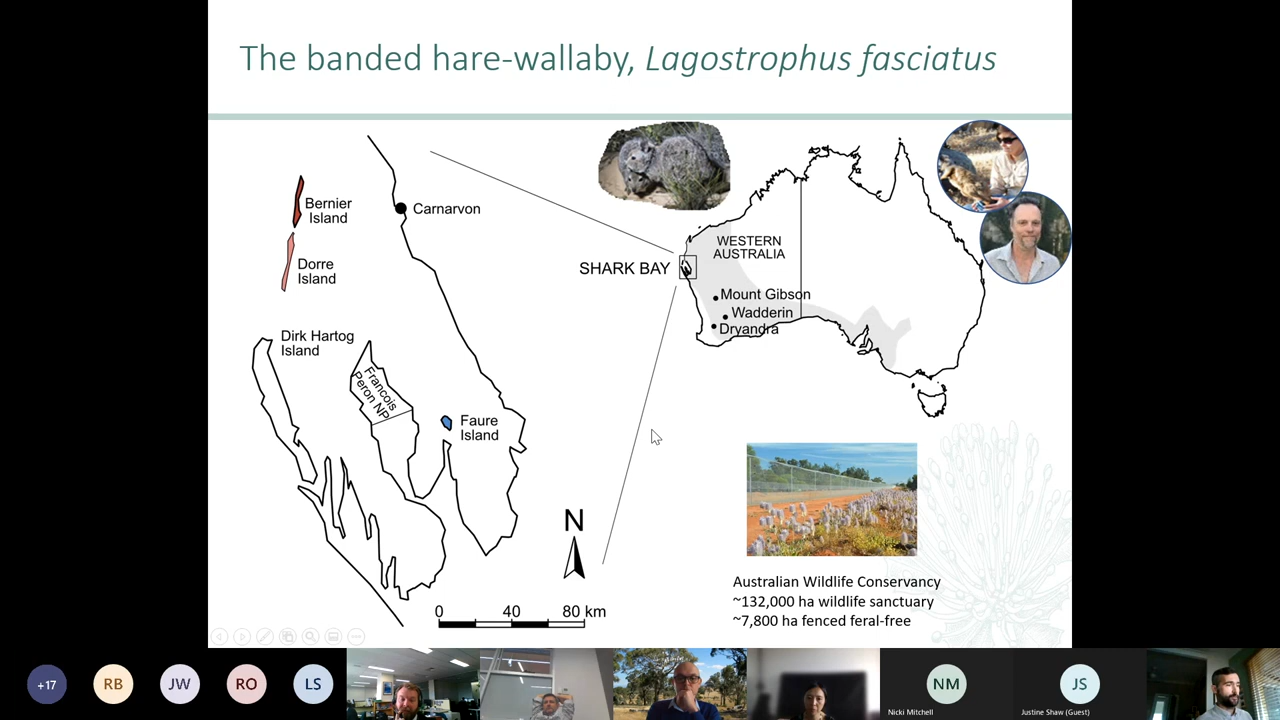 The banded hare-wallaby, Lagostrophus fasciatus
Bernier
Island
Carnarvon
Dorre
Island
Dirk Hartog
Island
Francois
Peron NP
Faure
Island
N
0 40 80 km
WESTERN
AUSTRALIA
SHARK BAY
Mount Gibson
Wadderin
Dryandra
Australian Wildlife Conservancy
~132,000 ha wildlife sanctuary
~7,800 ha fenced feral-free
+17
RB
JW
RO
LS
NM
Nicki Mitchell
JS
Justine Shaw (Guest)